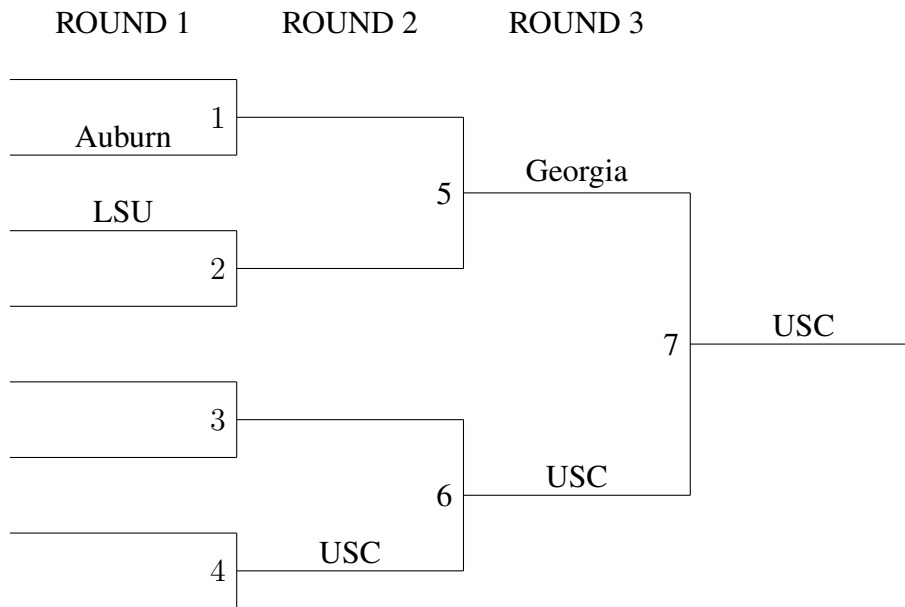 ROUND 1 ROUND 2 ROUND 3
1
Auburn
Georgia
5
LSU
2
USC
7
3
USC
6
USC
4